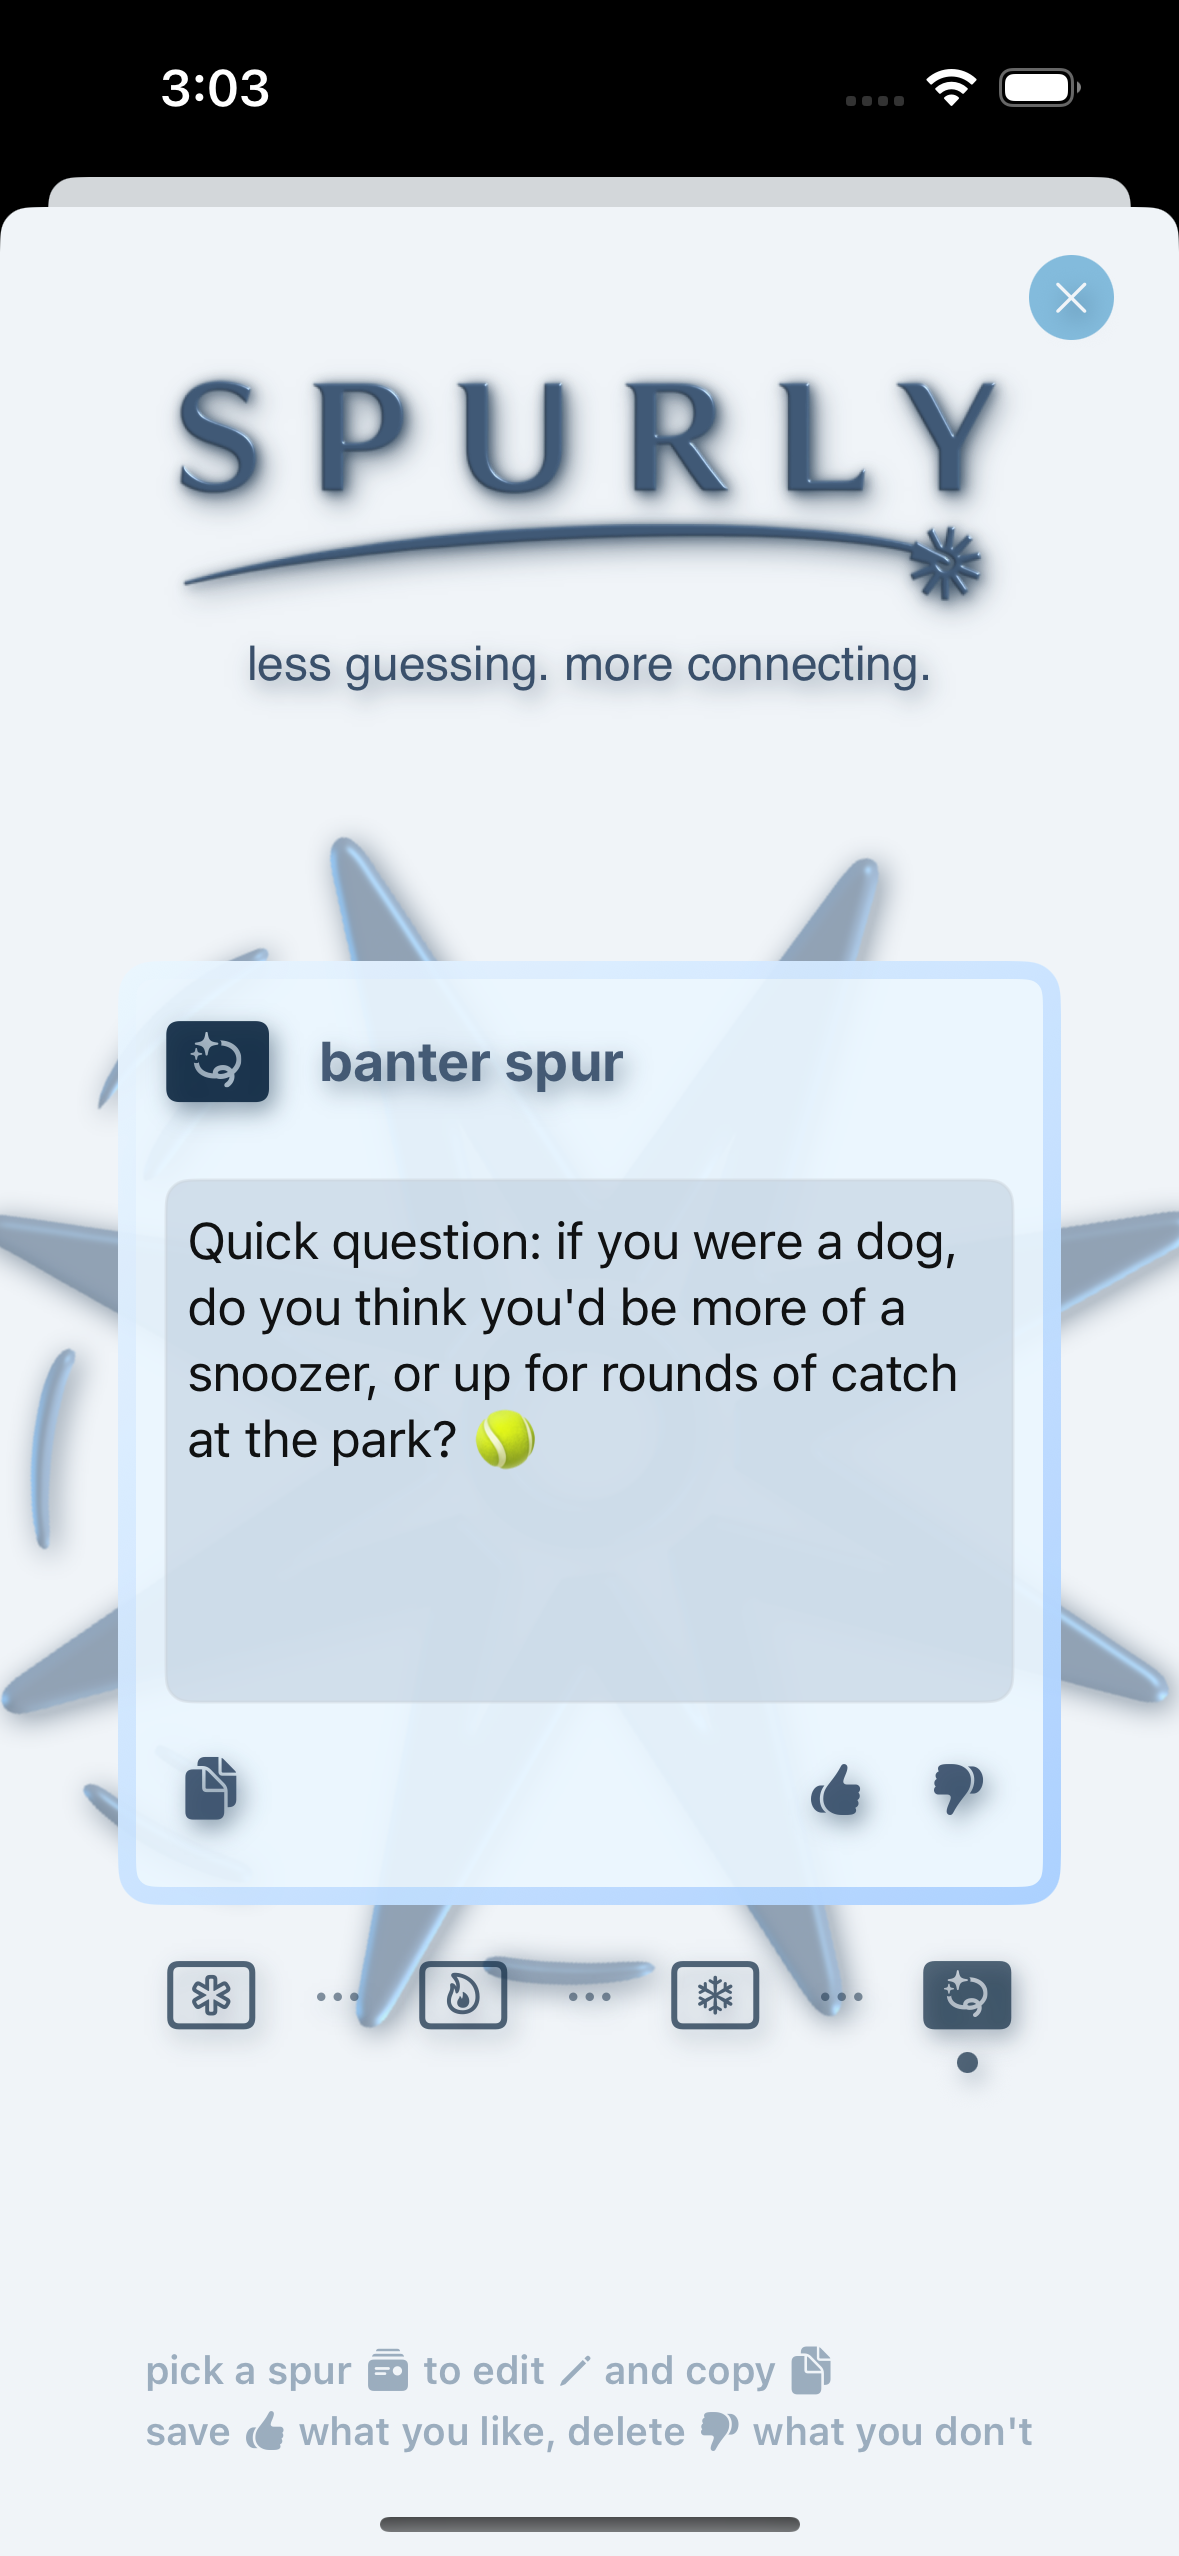 3:03
SPURLY
less guessing. more connecting.
banter spur
Quick question: if you were a dog,
do you think you'd be more of a
snoozer, or up for rounds of catch
at the park? 🎾
pick a spur to edit and copy
save what you like, delete what you don't